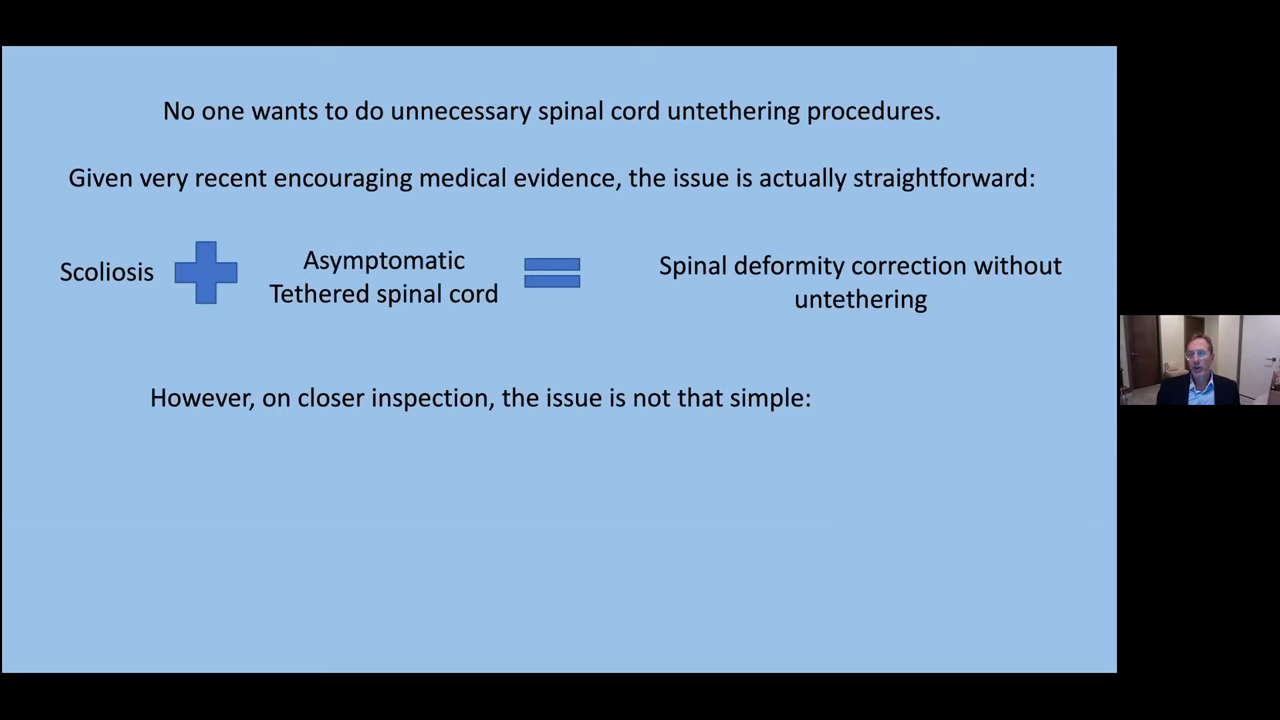 No one wants to do unnecessary spinal cord untethering procedures.
Given very recent encouraging medical evidence, the issue is actually straightforward:
Scoliosis
Asymptomatic
Tethered spinal cord
Spinal deformity correction without
untethering
However, on closer inspection, the issue is not that simple: